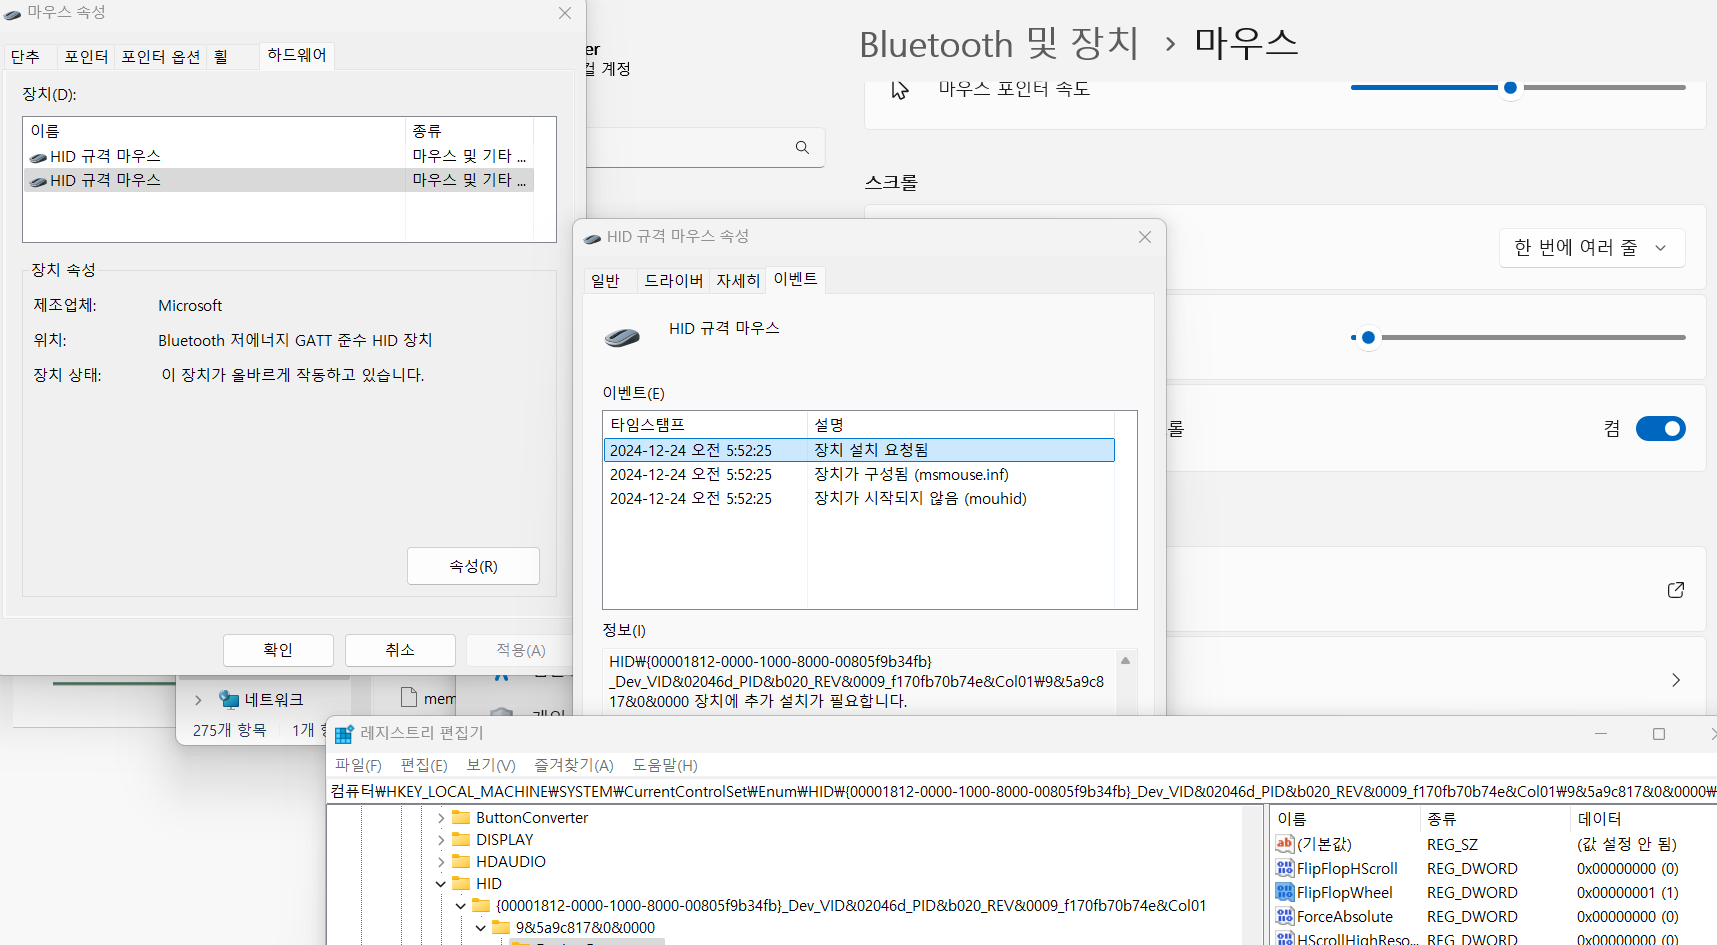 마우스 속성
단추 포인터 포인터 옵션 휠 하드웨어
장치(D):
이름 종류
HID 규격 마우스 마우스 및 기타 ...
HID 규격 마우스 마우스 및 기타 ...
장치 속성
제조업체: Microsoft
위치: Bluetooth 저에너지 GATT 준수 HID 장치
장치 상태: 이 장치가 올바르게 작동하고 있습니다.
속성(R)
확인 취소 적용(A)
er
컬 계정
Bluetooth 및 장치 › 마우스
마우스 포인터 속도
스크롤
한 번에 여러 줄
롤 켬
HID 규격 마우스 속성
일반 드라이버 자세히 이벤트
HID 규격 마우스
이벤트(E)
타임스탬프 설명
2024-12-24 오전 5:52:25 장치 설치 요청됨
2024-12-24 오전 5:52:25 장치가 구성됨 (msmouse.inf)
2024-12-24 오전 5:52:25 장치가 시작되지 않음 (mouhid)
정보(I)
HID₩{00001812-0000-1000-8000-00805f9b34fb}
_Dev_VID&02046d_PID&b020_REV&0009_f170fb70b74e&Col01₩9&5a9c8
17&0&0000 장치에 추가 설치가 필요합니다.
네트워크
mem
275개 항목 1개 항
레지스트리 편집기
파일(F) 편집(E) 보기(V) 즐겨찾기(A) 도움말(H)
컴퓨터₩HKEY_LOCAL_MACHINE₩SYSTEM₩CurrentControlSet₩Enum₩HID₩{00001812-0000-1000-8000-00805f9b34fb}_Dev_VID&02046d_PID&b020_REV&0009_f170fb70b74e&Col01₩9&5a9c817&0&0000₩
ButtonConverter
DISPLAY
HDAUDIO
HID
{00001812-0000-1000-8000-00805f9b34fb}_Dev_VID&02046d_PID&b020_REV&0009_f170fb70b74e&Col01
9&5a9c817&0&0000
이름 종류 데이터
(기본값) REG_SZ (값 설정 안 됨)
FlipFlopHScroll REG_DWORD 0x00000000 (0)
FlipFlopWheel REG_DWORD 0x00000001 (1)
ForceAbsolute REG_DWORD 0x00000000 (0)
HScrollHighReso... REG_DWORD 0x00000000 (0)